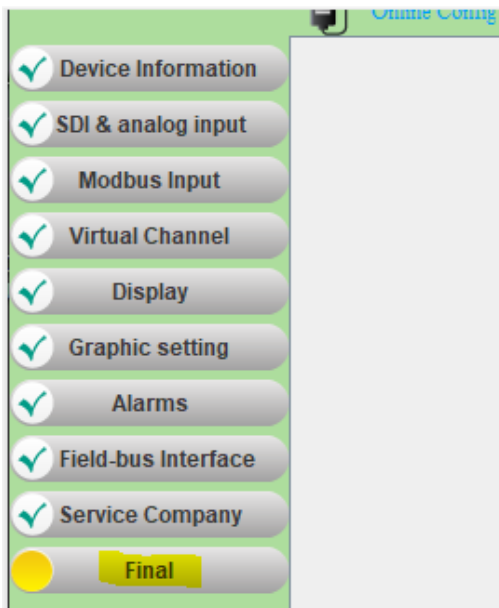 Online Config
Device Information
SDI & analog input
Modbus Input
Virtual Channel
Display
Graphic setting
Alarms
Field-bus Interface
Service Company
Final